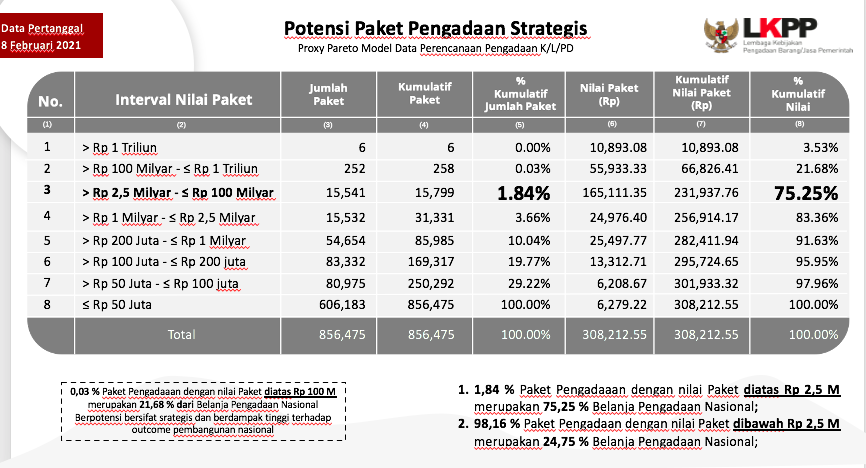 Data Pertanggal
8 Februari 2021
Potensi Paket Pengadaan Strategis
Proxy Pareto Model Data Perencanaan Pengadaan K/L/PD
LKPP
Lembaga Kebijakan
Pengadaan Barang/Jasa Pemerintah
No. Interval Nilai Paket Jumlah Paket Kumulatif Paket % Kumulatif Jumlah Paket Nilai Paket (Rp) Kumulatif Nilai Paket (Rp) % Kumulatif Nilai
(1) (2) (3) (4) (5) (6) (7) (8)
1 > Rp 1 Triliun 6 6 0.00% 10,893.08 10,893.08 3.53%
2 > Rp 100 Milyar - ≤ Rp 1 Triliun 252 258 0.03% 55,933.33 66,826.41 21.68%
3 > Rp 2,5 Milyar - ≤ Rp 100 Milyar 15,541 15,799 1.84% 165,111.35 231,937.76 75.25%
4 > Rp 1 Milyar - ≤ Rp 2,5 Milyar 15,532 31,331 3.66% 24,976.40 256,914.17 83.36%
5 > Rp 200 Juta - ≤ Rp 1 Milyar 54,654 85,985 10.04% 25,497.77 282,411.94 91.63%
6 > Rp 100 Juta - ≤ Rp 200 juta 83,332 169,317 19.77% 13,312.71 295,724.65 95.95%
7 > Rp 50 Juta - ≤ Rp 100 juta 80,975 250,292 29.22% 6,208.67 301,933.32 97.96%
8 ≤ Rp 50 Juta 606,183 856,475 100.00% 6,279.22 308,212.55 100.00%
Total 856,475 856,475 100.00% 308,212.55 308,212.55 100.00%
0,03 % Paket Pengadaaan dengan nilai Paket diatas Rp 100 M
merupakan 21,68 % dari Belanja Pengadaan Nasional
Berpotensi bersifat srategis dan berdampak tinggi terhadap
outcome pembangunan nasional
1. 1,84 % Paket Pengadaaan dengan nilai Paket diatas Rp 2,5 M
merupakan 75,25 % Belanja Pengadaan Nasional;
2. 98,16 % Paket Pengadaan dengan nilai Paket dibawah Rp 2,5 M
merupakan 24,75 % Belanja Pengadaan Nasional;